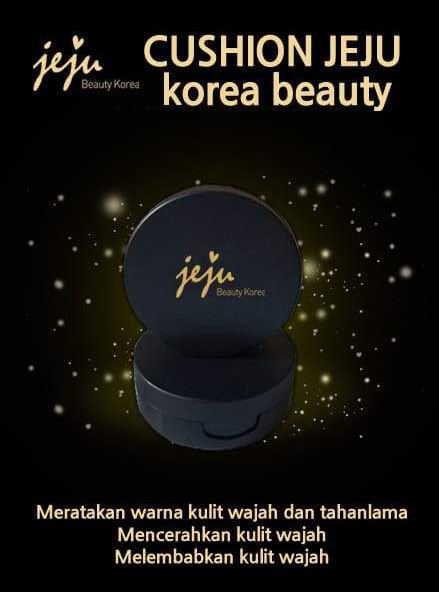 jeju
Beauty Korea
CUSHION JEJU
korea beauty
jeju
Beauty Korea
Meratakan warna kulit wajah dan tahanlama
Mencerahkan kulit wajah
Melembabkan kulit wajah